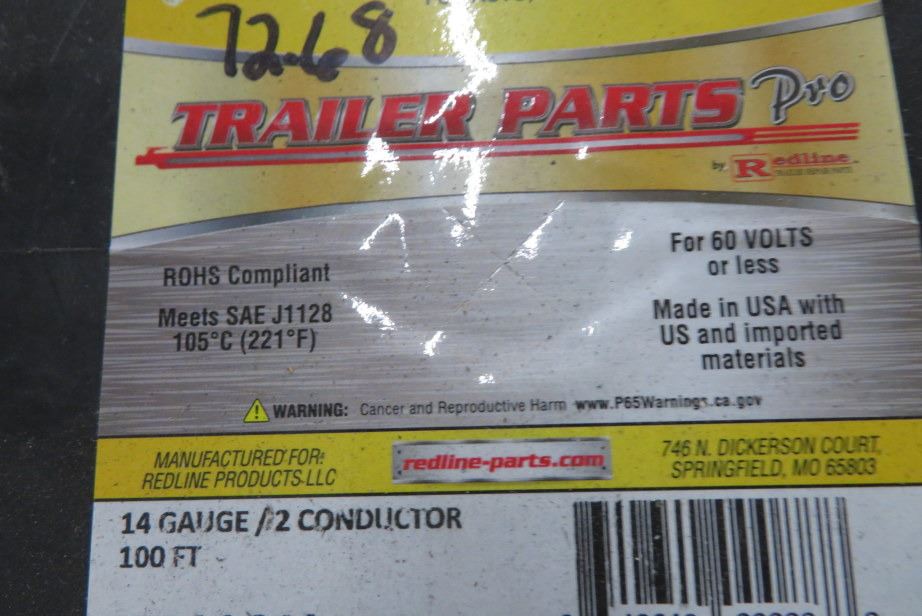 72.68
TRAILER PARTS Pro
by Redline
ROHS Compliant
Meets SAE J1128
105°C (221°F)
For 60 VOLTS
or less
Made in USA with
US and imported
materials
WARNING: Cancer and Reproductive Harm www.P65Warnings.ca.gov
MANUFACTURED FOR:
REDLINE PRODUCTS LLC
redline-parts.com
746 N. DICKERSON COURT,
SPRINGFIELD, MO 65803
14 GAUGE /2 CONDUCTOR
100 FT